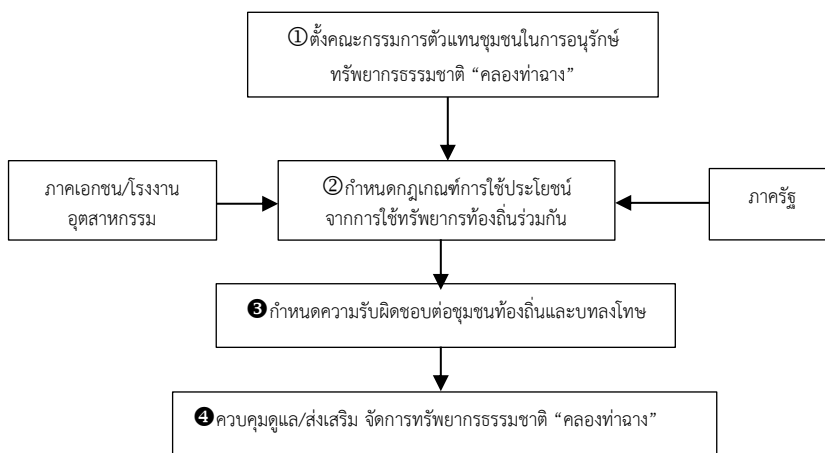 ①ตั้งคณะกรรมการตัวแทนชุมชนในการอนุรักษ์
ทรัพยากรธรรมชาติ “คลองท่าฉาง”
ภาคเอกชน/โรงงาน
อุตสาหกรรม
②กำหนดกฎเกณฑ์การใช้ประโยชน์
จากการใช้ทรัพยากรท้องถิ่นร่วมกัน
ภาครัฐ
❸กำหนดความรับผิดชอบต่อชุมชนท้องถิ่นและบทลงโทษ
❹ควบคุมดูแล/ส่งเสริม จัดการทรัพยากรธรรมชาติ “คลองท่าฉาง”